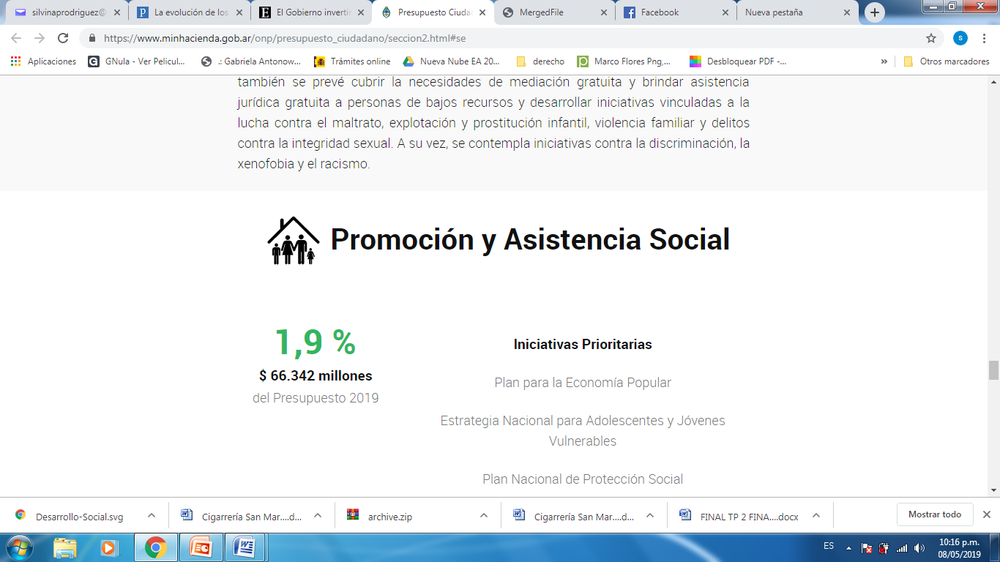 silvinaprodriguez@
La evolución de los
El Gobierno invertir
Presupuesto Ciuda
MergedFile
Facebook
Nueva pestaña
https://www.minhacienda.gob.ar/onp/presupuesto_ciudadano/seccion2.html#se
s
Aplicaciones
GNula - Ver Pelicul...
.: Gabriela Antonow...
Trámites online
Nueva Nube EA 20...
derecho
Marco Flores Png,...
Desbloquear PDF -...
»
Otros marcadores
también se prevé cubrir la necesidades de mediación gratuita y brindar asistencia
jurídica gratuita a personas de bajos recursos y desarrollar iniciativas vinculadas a la
lucha contra el maltrato, explotación y prostitución infantil, violencia familiar y delitos
contra la integridad sexual. A su vez, se contempla iniciativas contra la discriminación, la
xenofobia y el racismo.
Promoción y Asistencia Social
1,9 %
$ 66.342 millones
del Presupuesto 2019
Iniciativas Prioritarias
Plan para la Economía Popular
Estrategia Nacional para Adolescentes y Jóvenes
Vulnerables
Plan Nacional de Protección Social
Desarrollo-Social.svg
Cigarrería San Mar....d...
archive.zip
Cigarrería San Mar....d...
FINAL TP 2 FINA....docx
Mostrar todo
ES
10:16 p.m.
08/05/2019